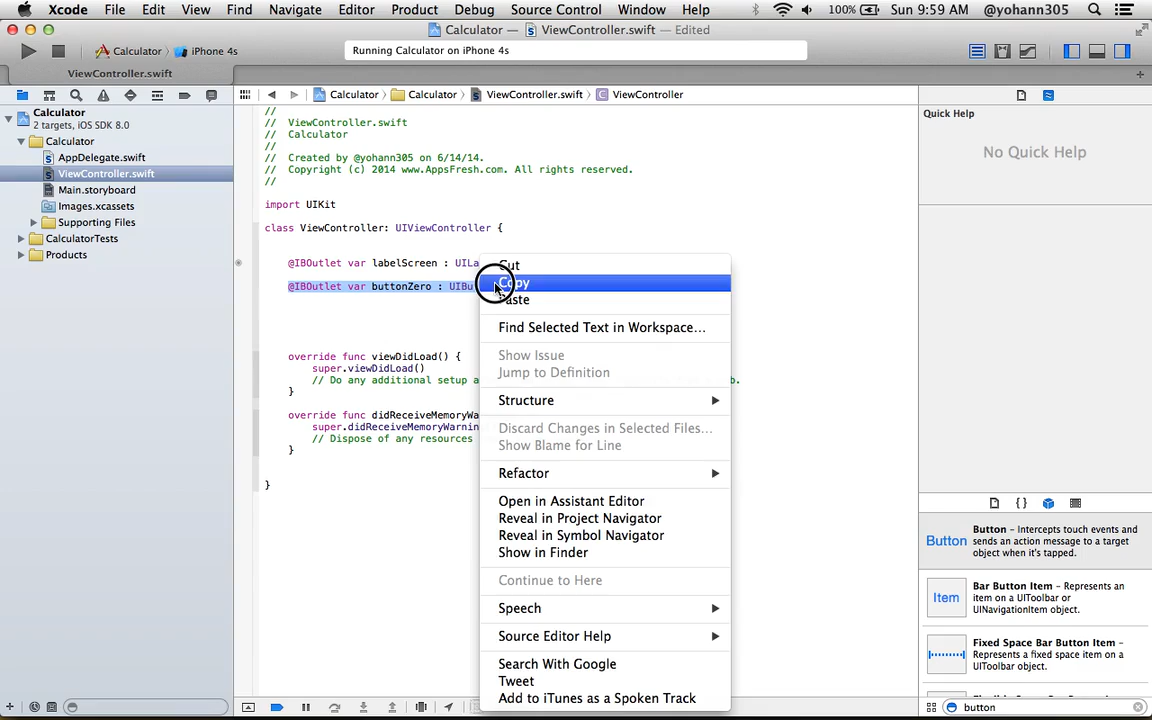 Yohann File Edit View Find Navigate Editor Product Debug Source Control Window Help 100% Sun 9:59 AM @yohann305
Calculator — ViewController.swift — Edited
Calculator iPhone 4s Running Calculator on iPhone 4s
ViewController.swift
Calculator Calculator ViewController.swift C ViewController
Calculator
2 targets, iOS SDK 8.0
Calculator
AppDelegate.swift
ViewController.swift
Main.storyboard
Images.xcassets
Supporting Files
CalculatorTests
Products
//
// ViewController.swift
// Calculator
//
// Created by @yohann305 on 6/14/14.
// Copyright (c) 2014 www.AppsFresh.com. All rights reserved.
//
import UIKit
class ViewController: UIViewController {
@IBOutlet var labelScreen : UILa
@IBOutlet var buttonZero : UIBu
override func viewDidLoad() {
super.viewDidLoad()
// Do any additional setup a b.
}
override func didReceiveMemoryWa
super.didReceiveMemoryWarnin
// Dispose of any resources
}
}
Cut
Copy
Paste
Find Selected Text in Workspace...
Show Issue
Jump to Definition
Structure
Discard Changes in Selected Files...
Show Blame for Line
Refactor
Open in Assistant Editor
Reveal in Project Navigator
Reveal in Symbol Navigator
Show in Finder
Continue to Here
Speech
Source Editor Help
Search With Google
Tweet
Add to iTunes as a Spoken Track
Quick Help
No Quick Help
{ }
Button
Button – Intercepts touch events and
sends an action message to a target
object when it's tapped.
Item
Bar Button Item – Represents an
item on a UIToolbar or
UINavigationItem object.
Fixed Space Bar Button Item –
Represents a fixed space item on a
UIToolbar object.
button